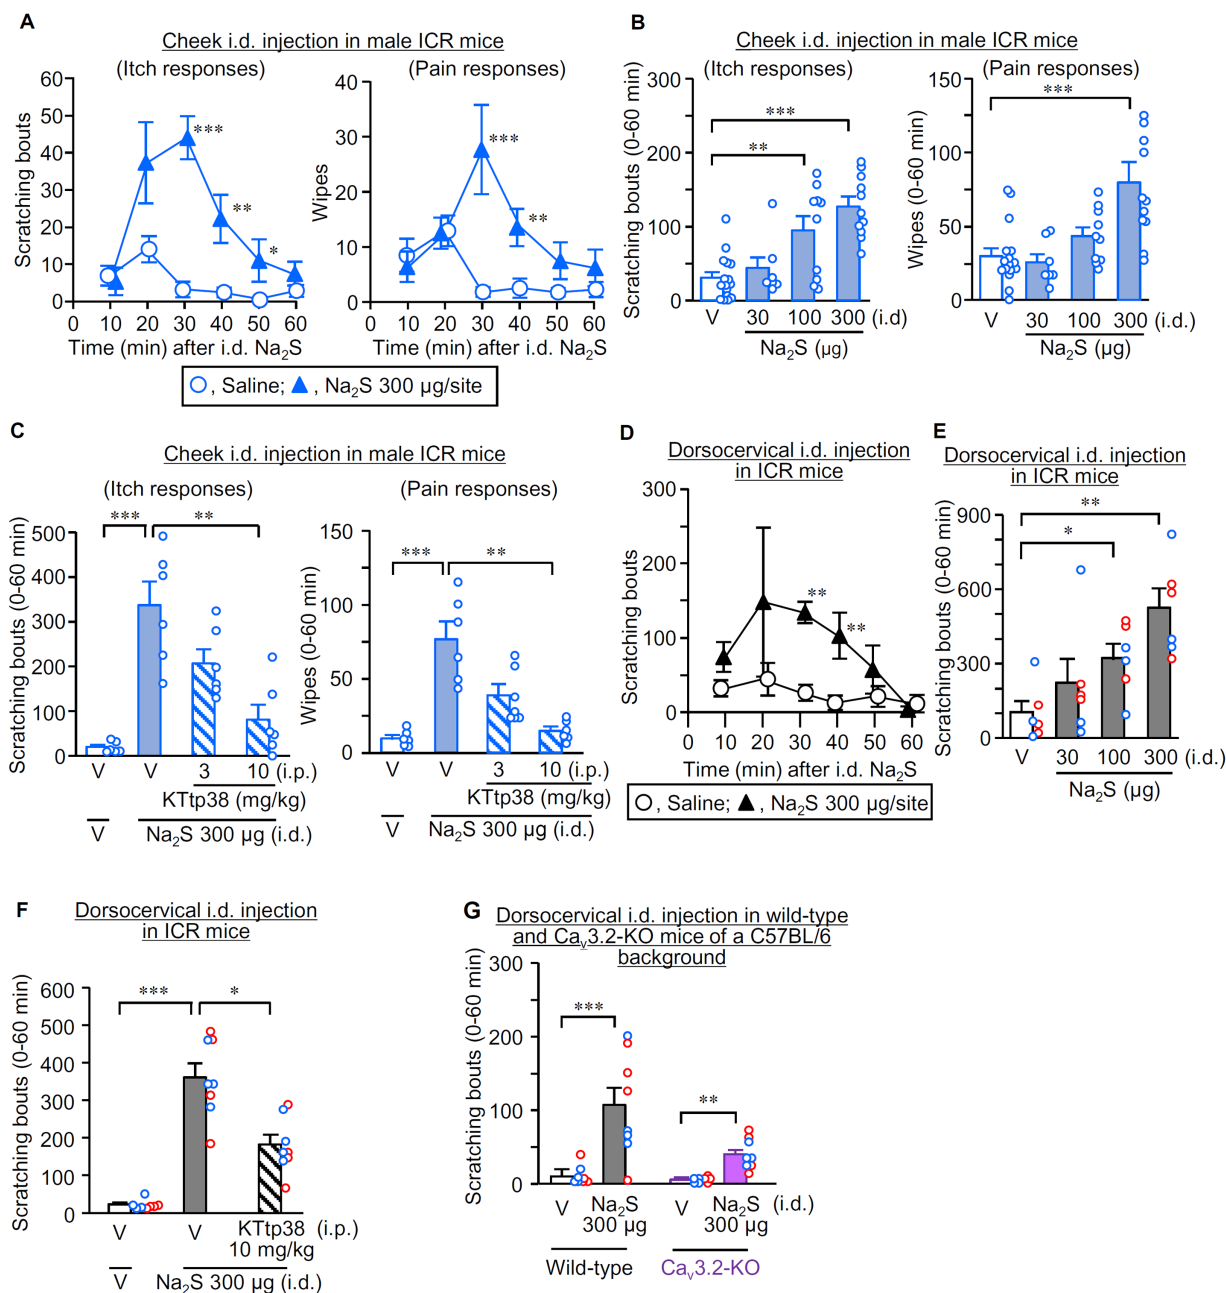 A
Cheek i.d. injection in male ICR mice
(Itch responses)
(Pain responses)
Scratching bouts
60
50
40
30
20
10
0
***
**
*
0 10 20 30 40 50 60
Time (min) after i.d. Na₂S
Wipes
40
30
20
10
0
***
**
0 10 20 30 40 50 60
Time (min) after i.d. Na₂S
, Saline; , Na₂S 300 µg/site
B
Cheek i.d. injection in male ICR mice
(Itch responses)
(Pain responses)
Scratching bouts (0-60 min)
300
200
100
0
***
**
V 30 100 300 (i.d)
Na₂S (µg)
Wipes (0-60 min)
150
100
50
0
***
V 30 100 300 (i.d.)
Na₂S (µg)
C
Cheek i.d. injection in male ICR mice
(Itch responses)
(Pain responses)
Scratching bouts (0-60 min)
500
400
300
200
100
0
*** **
V V 3 10 (i.p.)
KTtp38 (mg/kg)
V Na₂S 300 µg (i.d.)
Wipes (0-60 min)
100
50
0
*** **
V V 3 10 (i.p.)
KTtp38 (mg/kg)
V Na₂S 300 µg (i.d.)
D
Dorsocervical i.d. injection
in ICR mice
Scratching bouts
300
200
100
0
**
**
0 10 20 30 40 50 60
Time (min) after i.d. Na₂S
, Saline; , Na₂S 300 µg/site
E
Dorsocervical i.d. injection
in ICR mice
Scratching bouts (0-60 min)
900
600
300
0
**
*
V 30 100 300 (i.d.)
Na₂S (µg)
F
Dorsocervical i.d. injection
in ICR mice
Scratching bouts (0-60 min)
600
500
400
300
200
100
0
*** *
V V KTtp38 (i.p.)
10 mg/kg
V Na₂S 300 µg (i.d.)
G
Dorsocervical i.d. injection in wild-type
and Caᵥ3.2-KO mice of a C57BL/6
background
Scratching bouts (0-60 min)
300
200
100
0
***
**
V Na₂S V Na₂S (i.d.)
300 µg 300 µg
Wild-type Caᵥ3.2-KO